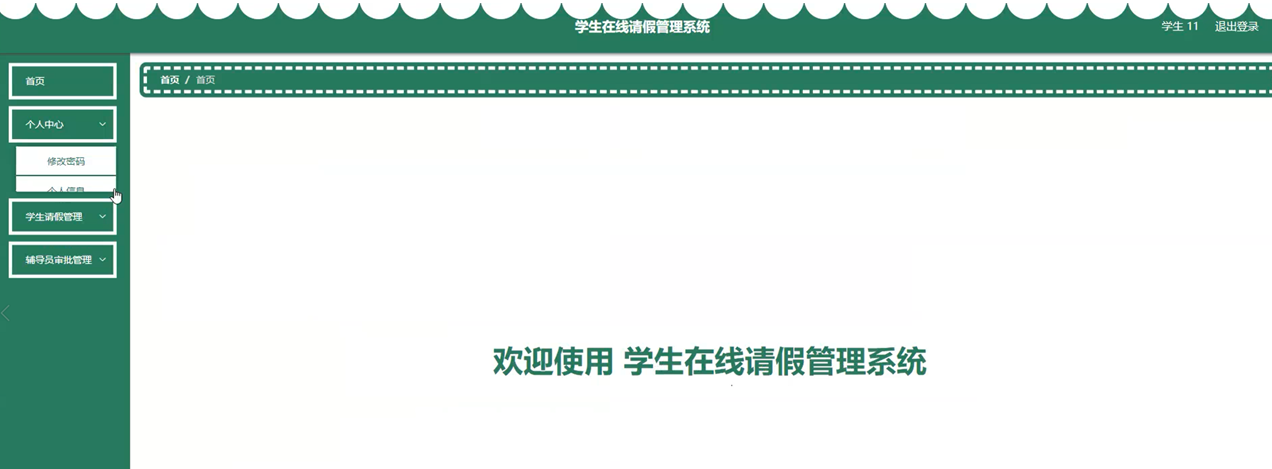 学生在线请假管理系统
学生 11 退出登录
首页
首页 / 首页
个人中心
修改密码
个人信息
学生请假管理
辅导员审批管理
欢迎使用 学生在线请假管理系统